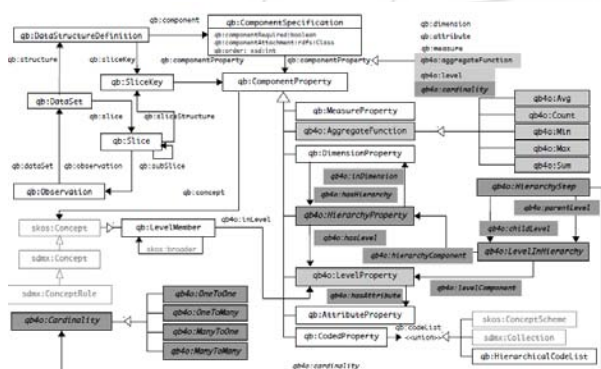 qb:component
qb:ComponentSpecification
qb:componentRequired:boolean
qb:componentAttachment:rdfs:Class
qb:order: xsd:int
qb:DataStructureDefinition
qb:structure
qb:sliceKey
qb:componentProperty
qb:componentProperty
qb:componentProperty
qb:dimension
qb:attribute
qb:measure
qb4o:aggregateFunction
qb4o:level
qb4o:cardinality
qb:SliceKey
qb:ComponentProperty
qb:DataSet
qb:slice
qb:sliceStructure
qb:Slice
qb:subSlice
qb:dataSet
qb:observation
qb:Observation
qb:concept
qb:MeasureProperty
qb4o:AggregateFunction
qb:DimensionProperty
qb4o:Avg
qb4o:Count
qb4o:Min
qb4o:Max
qb4o:Sum
qb4o:inDimension
qb4o:hasHierarchy
qb4o:HierarchyProperty
qb4o:HierarchyStep
qb4o:parentLevel
qb4o:childLevel
qb4o:hasLevel
qb4o:hierarchyComponent
qb4o:LevelInHierarchy
qb4o:levelComponent
qb4o:LevelProperty
qb4o:hasAttribute
qb:AttributeProperty
qb:CodedProperty
qb:codeList
<<union>>
skos:ConceptScheme
sdmx:Collection
qb:HierarchicalCodeList
skos:Concept
qb:LevelMember
qb4o:inLevel
skos:broader
sdmx:Concept
sdmx:ConceptRole
qb4o:Cardinality
qb4o:OneToOne
qb4o:OneToMany
qb4o:ManyToOne
qb4o:ManyToMany
qb4o:cardinality